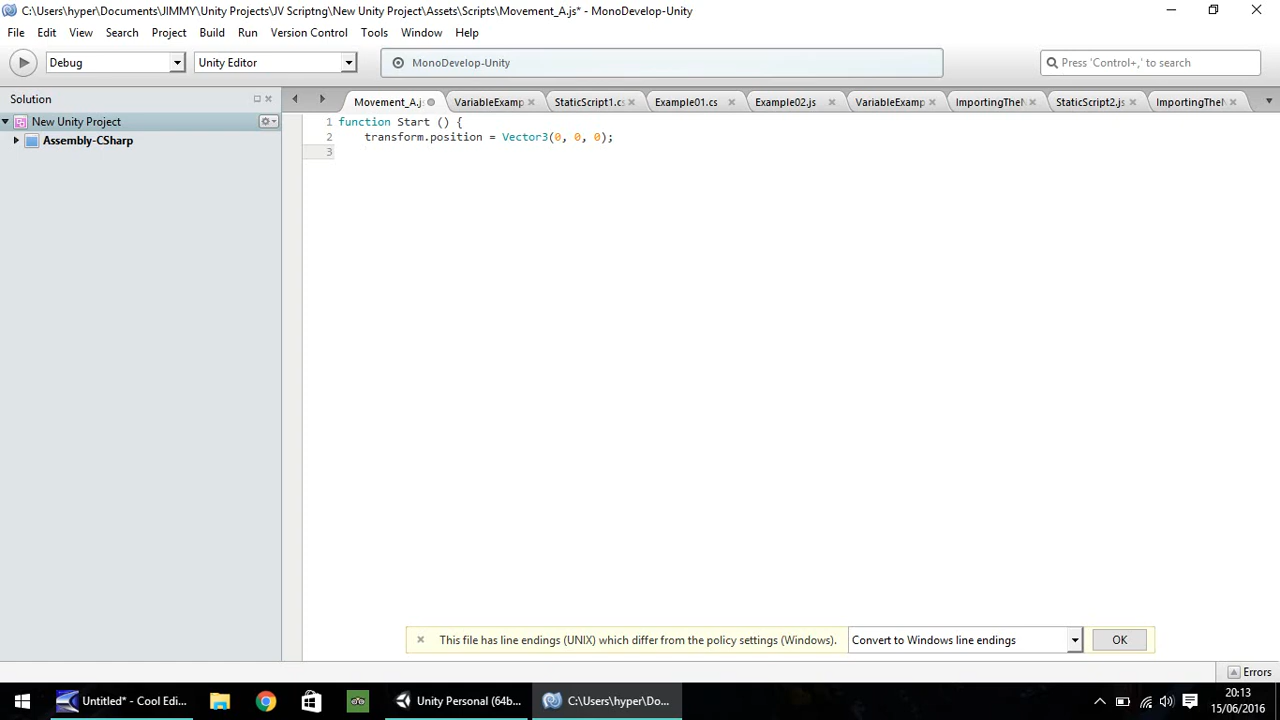 C:\Users\hyper\Documents\JIMMY\Unity Projects\JV Scriptng\New Unity Project\Assets\Scripts\Movement_A.js* - MonoDevelop-Unity
File Edit View Search Project Build Run Version Control Tools Window Help
Debug Unity Editor MonoDevelop-Unity Press 'Control+,' to search
Solution Movement_A.js VariableExamp StaticScript1.cs Example01.cs Example02.js VariableExamp ImportingTheN StaticScript2.js ImportingTheN
New Unity Project
Assembly-CSharp
1 function Start () {
2 transform.position = Vector3(0, 0, 0);
3
This file has line endings (UNIX) which differ from the policy settings (Windows). Convert to Windows line endings OK
Errors
Untitled* - Cool Edi... Unity Personal (64b... C:\Users\hyper\Do... 20:13
15/06/2016